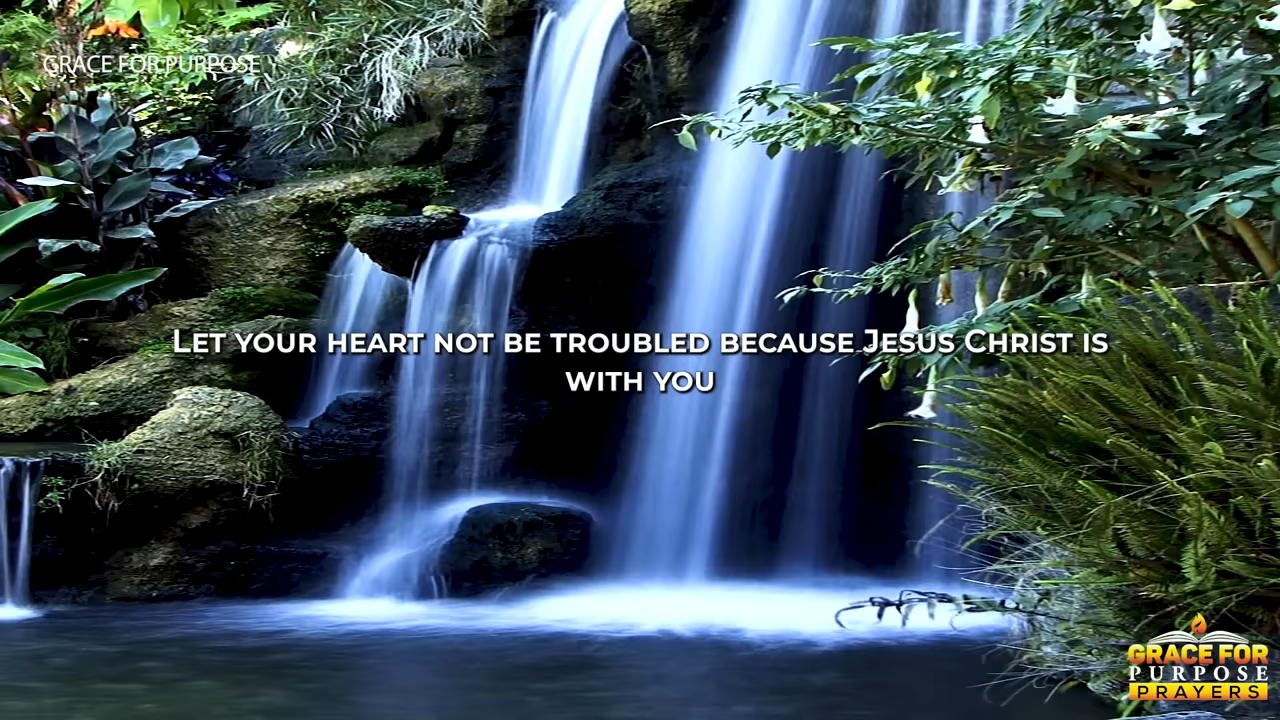 GRACE FOR PURPOSE
LET YOUR HEART NOT BE TROUBLED BECAUSE JESUS CHRIST IS
WITH YOU
GRACE FOR
PURPOSE
PRAYERS